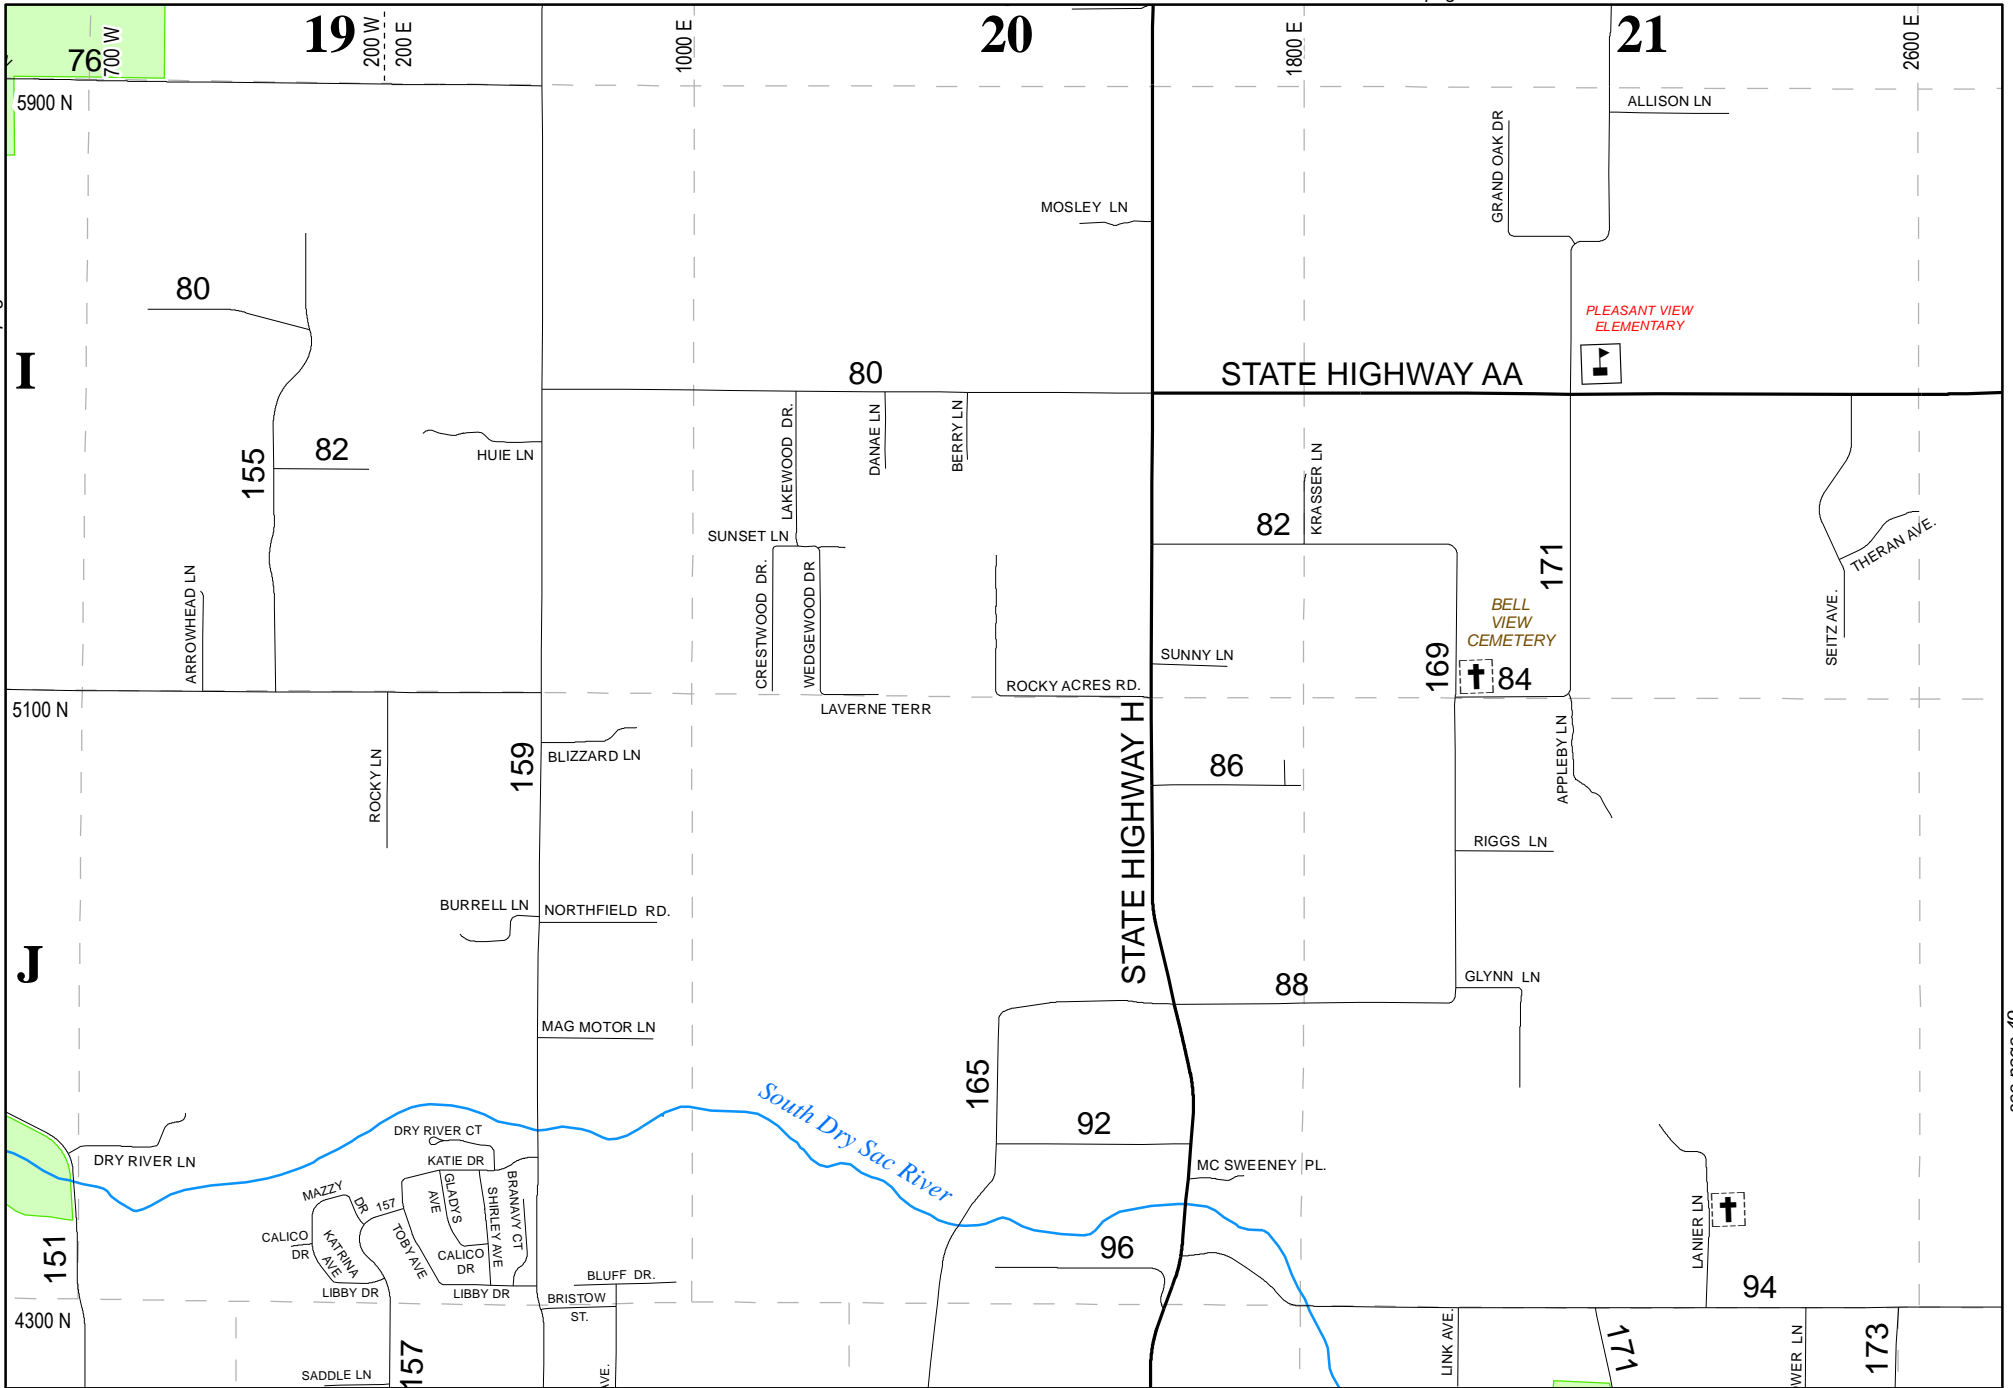 19
20
21
76
700 W
200 W
200 E
1000 E
1800 E
2600 E
5900 N
ALLISON LN
GRAND OAK DR
MOSLEY LN
80
PLEASANT VIEW
ELEMENTARY
I
80
STATE HIGHWAY AA
155
82
HUIE LN
LAKEWOOD DR.
DANAE LN
BERRY LN
KRASSER LN
82
SUNSET LN
171
THERAN AVE.
ARROWHEAD LN
CRESTWOOD DR.
WEDGEWOOD DR
BELL
VIEW
CEMETERY
SEITZ AVE.
SUNNY LN
169
84
ROCKY ACRES RD.
5100 N
LAVERNE TERR
STATE HIGHWAY H
159
BLIZZARD LN
ROCKY LN
86
APPLEBY LN
RIGGS LN
BURRELL LN
NORTHFIELD RD.
J
88
GLYNN LN
MAG MOTOR LN
165
South Dry Sac River
92
DRY RIVER CT
DRY RIVER LN
KATIE DR
MC SWEENEY PL.
MAZZY
DR
157
GLADYS
AVE
SHIRLEY AVE
BRANAVY CT
TOBY AVE
CALICO
DR
KATRINA
AVE
CALICO
DR
LANIER LN
151
96
LIBBY DR
LIBBY DR
BLUFF DR.
94
BRISTOW
ST.
4300 N
LINK AVE.
171
173
157
SADDLE LN
AVE.